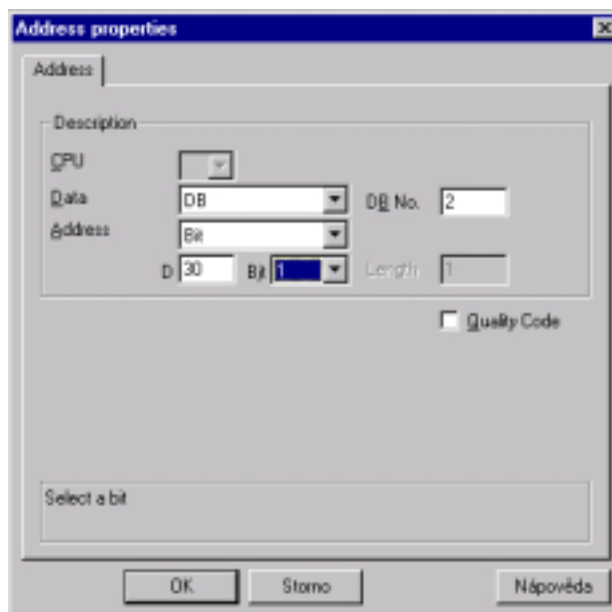 Address properties
Address
Description
CPU
Data DB DB No. 2
Address Bit
D 30 Bit 1 Length 1
Quality Code
Select a bit
OK Storno Nápověda